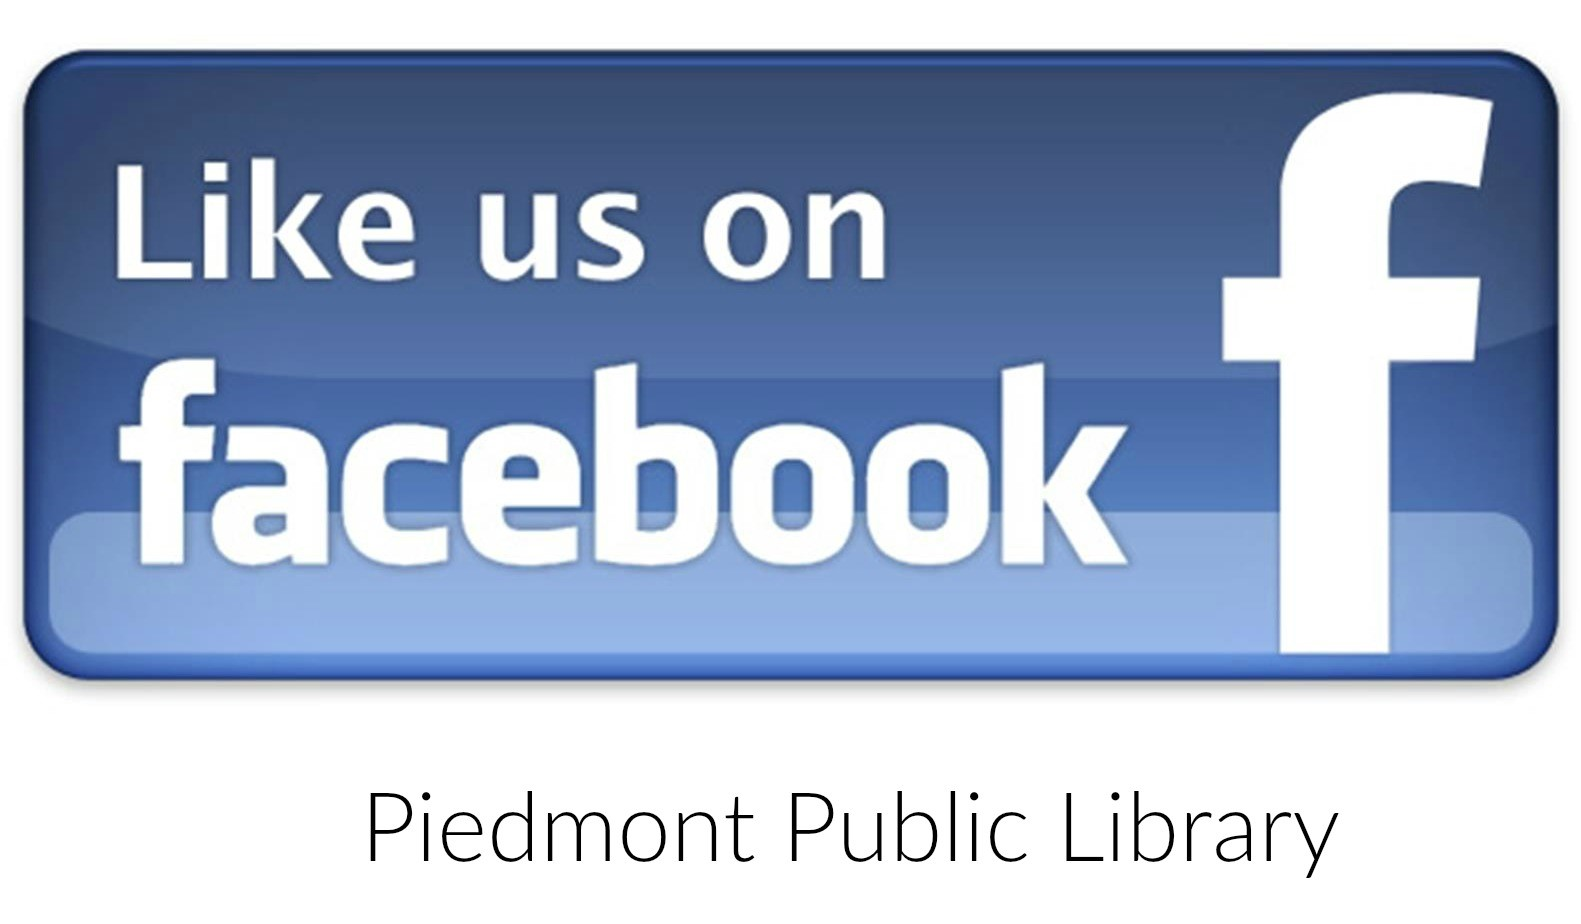 Like us on
facebook
f
Piedmont Public Library